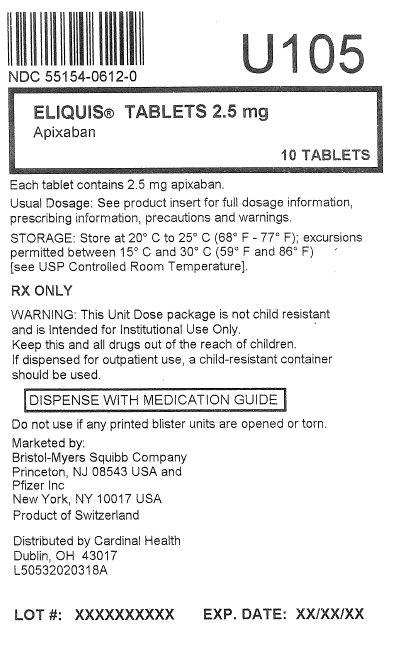 U105
NDC 55154-0612-0
ELIQUIS® TABLETS 2.5 mg
Apixaban
10 TABLETS
Each tablet contains 2.5 mg apixaban.
Usual Dosage: See product insert for full dosage information,
prescribing information, precautions and warnings.
STORAGE: Store at 20° C to 25° C (68° F - 77° F); excursions
permitted between 15° C and 30° C (59° F and 86° F)
[see USP Controlled Room Temperature].
RX ONLY
WARNING: This Unit Dose package is not child resistant
and is Intended for Institutional Use Only.
Keep this and all drugs out of the reach of children.
If dispensed for outpatient use, a child-resistant container
should be used.
DISPENSE WITH MEDICATION GUIDE
Do not use if any printed blister units are opened or torn.
Marketed by:
Bristol-Myers Squibb Company
Princeton, NJ 08543 USA and
Pfizer Inc
New York, NY 10017 USA
Product of Switzerland
Distributed by Cardinal Health
Dublin, OH 43017
L50532020318A
LOT #: XXXXXXXXXX EXP. DATE: XX/XX/XX